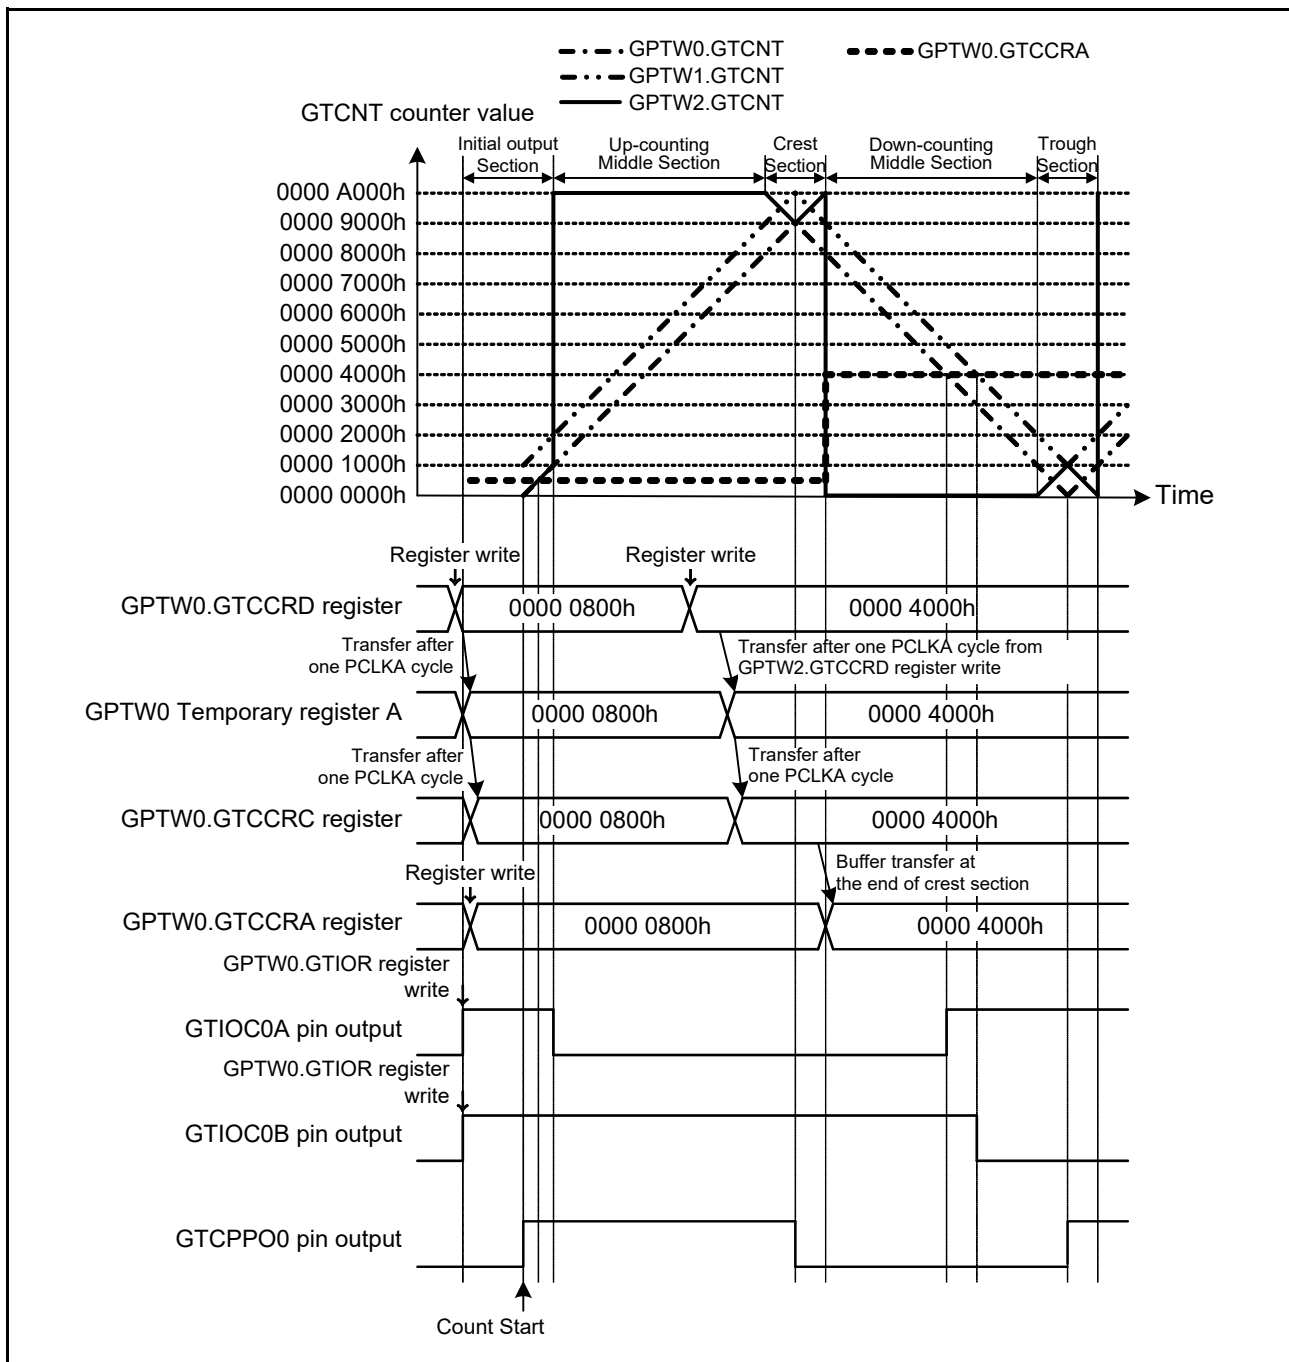 GPTW0.GTCNT
GPTW0.GTCCRA
GPTW1.GTCNT
GPTW2.GTCNT
GTCNT counter value
Initial output
Section
Up-counting
Middle Section
Crest
Section
Down-counting
Middle Section
Trough
Section
0000 A000h
0000 9000h
0000 8000h
0000 7000h
0000 6000h
0000 5000h
0000 4000h
0000 3000h
0000 2000h
0000 1000h
0000 0000h
Time
Register write
Register write
GPTW0.GTCCRD register
0000 0800h
0000 4000h
Transfer after
one PCLKA cycle
Transfer after one PCLKA cycle from
GPTW2.GTCCRD register write
GPTW0 Temporary register A
0000 0800h
0000 4000h
Transfer after
one PCLKA cycle
Transfer after
one PCLKA cycle
GPTW0.GTCCRC register
0000 0800h
0000 4000h
Register write
Buffer transfer at
the end of crest section
GPTW0.GTCCRA register
0000 0800h
0000 4000h
GPTW0.GTIOR register
write
GTIOC0A pin output
GPTW0.GTIOR register
write
GTIOC0B pin output
GTCPPO0 pin output
Count Start